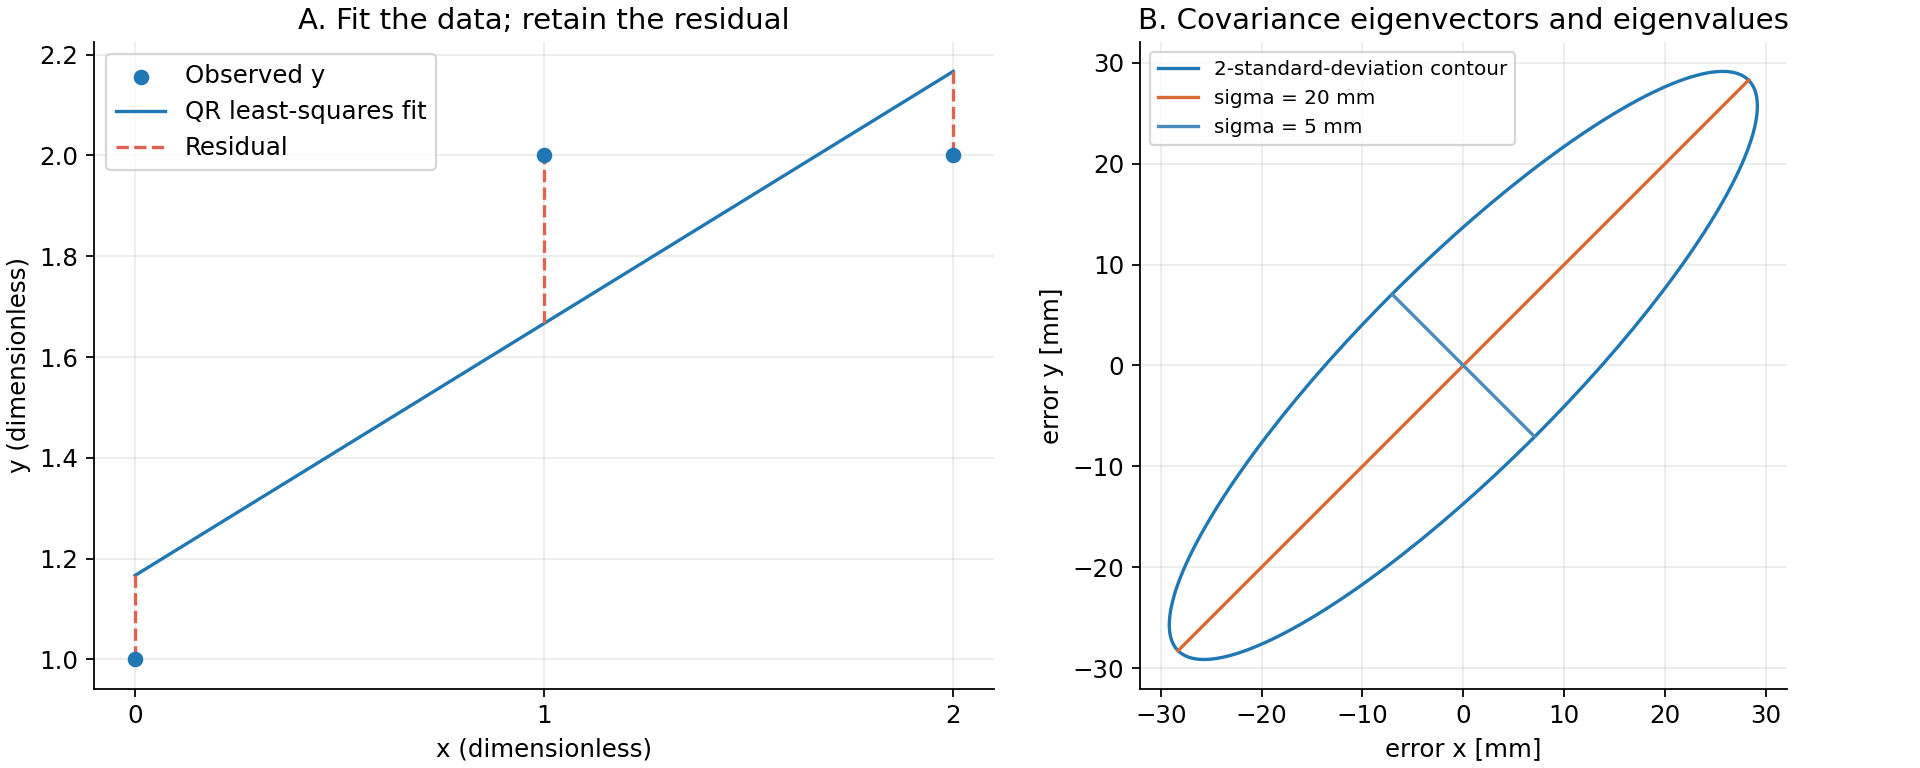 A. Fit the data; retain the residual
Observed y
QR least-squares fit
Residual
2.2
2.0
1.8
1.6
1.4
1.2
1.0
y (dimensionless)
0
1
2
x (dimensionless)
B. Covariance eigenvectors and eigenvalues
2-standard-deviation contour
sigma = 20 mm
sigma = 5 mm
30
20
10
0
−10
−20
−30
error y [mm]
−30
−20
−10
0
10
20
30
error x [mm]